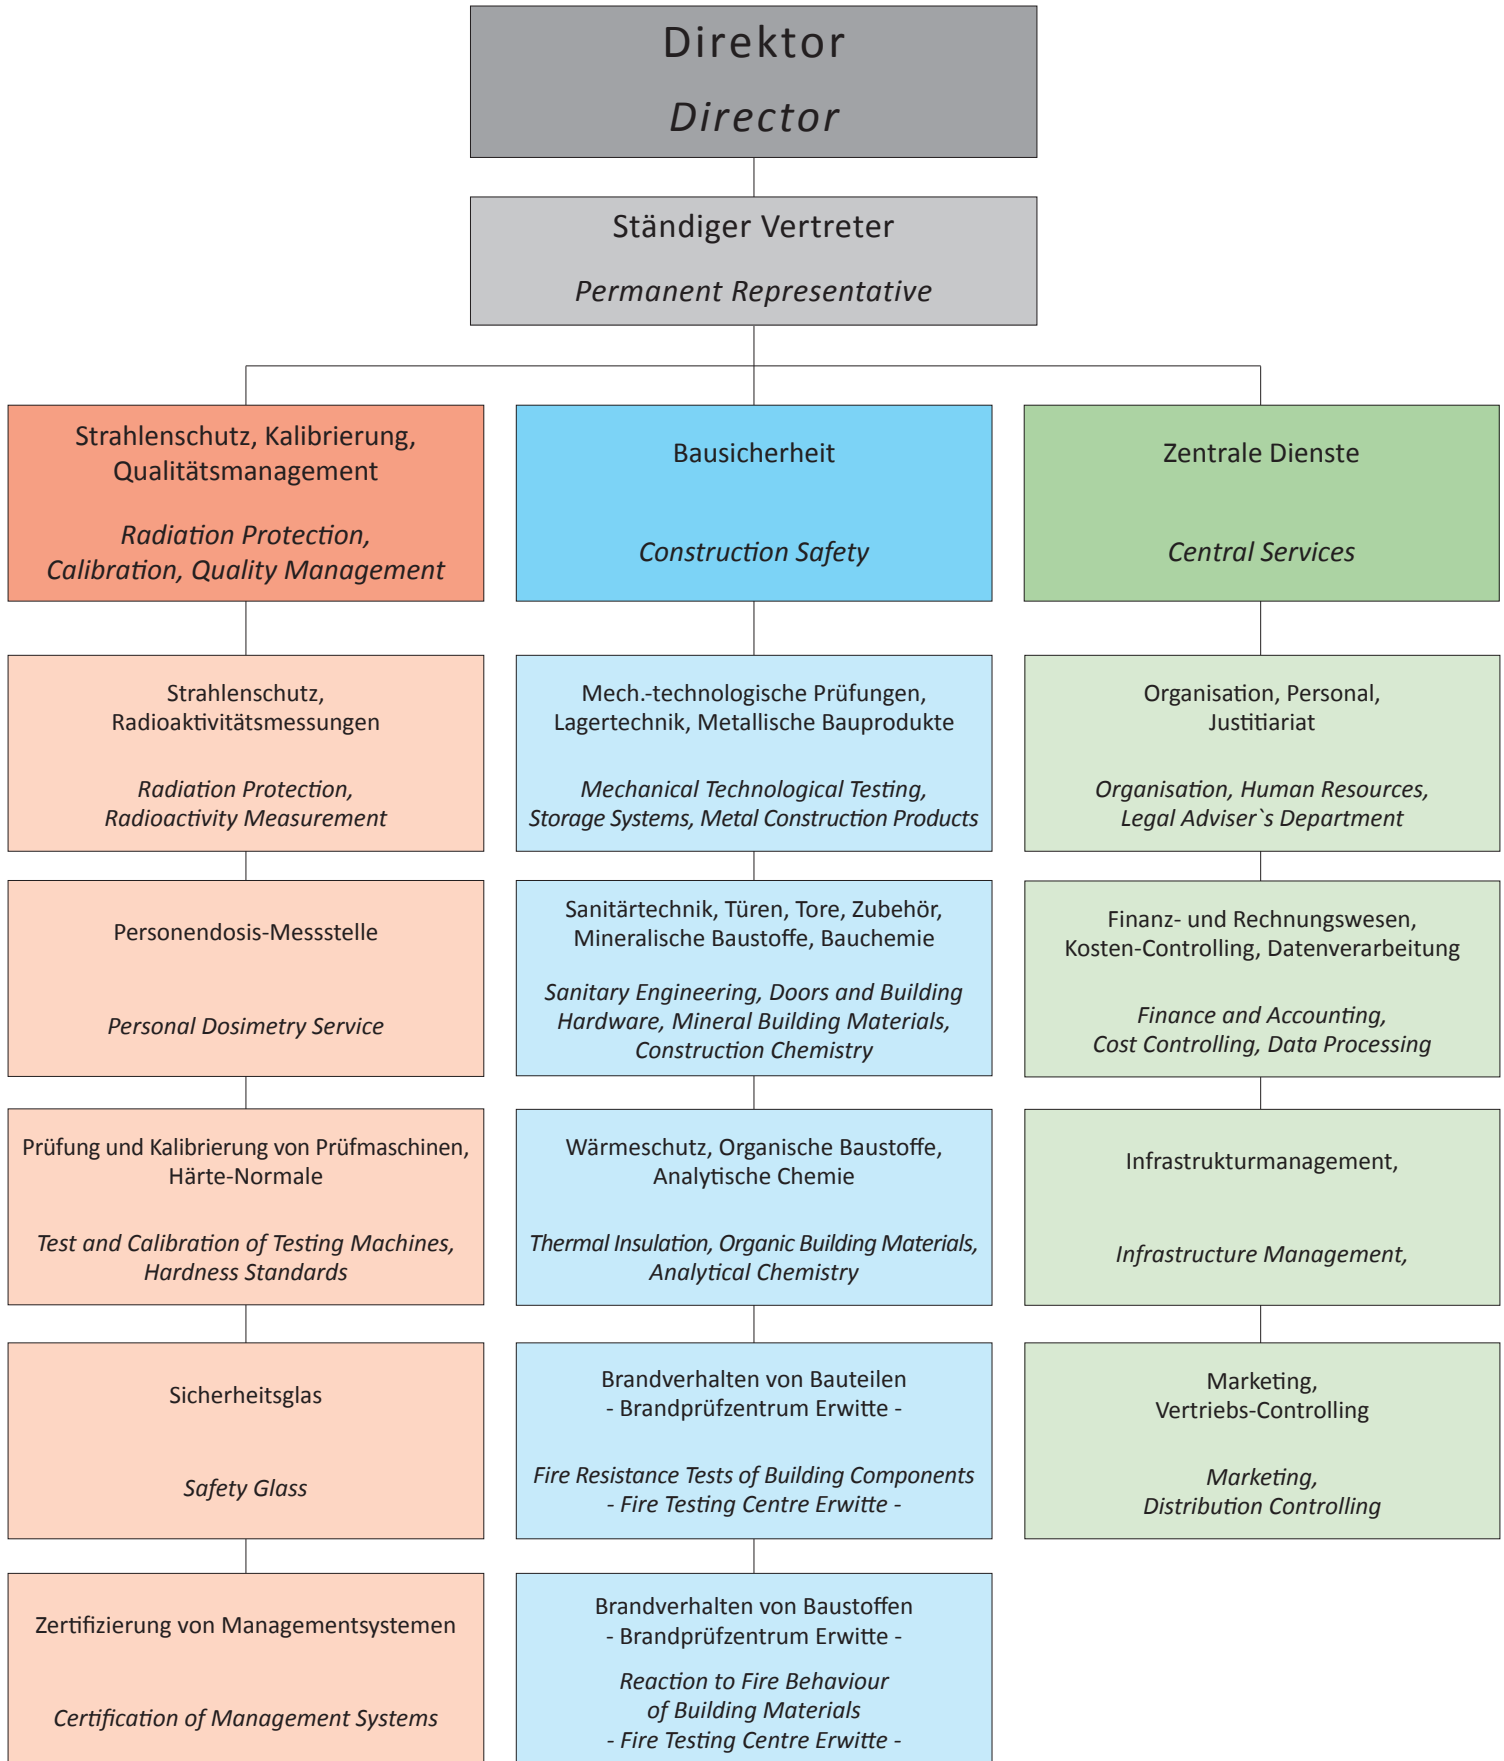 Direktor
Director
Ständiger Vertreter
Permanent Representative
Strahlenschutz, Kalibrierung,
Qualitätsmanagement
Radiation Protection,
Calibration, Quality Management
Bausicherheit
Construction Safety
Zentrale Dienste
Central Services
Strahlenschutz,
Radioaktivitätsmessungen
Radiation Protection,
Radioactivity Measurement
Mech.-technologische Prüfungen,
Lagertechnik, Metallische Bauprodukte
Mechanical Technological Testing,
Storage Systems, Metal Construction Products
Organisation, Personal,
Justitiariat
Organisation, Human Resources,
Legal Adviser`s Department
Personendosis-Messstelle
Personal Dosimetry Service
Sanitärtechnik, Türen, Tore, Zubehör,
Mineralische Baustoffe, Bauchemie
Sanitary Engineering, Doors and Building
Hardware, Mineral Building Materials,
Construction Chemistry
Finanz- und Rechnungswesen,
Kosten-Controlling, Datenverarbeitung
Finance and Accounting,
Cost Controlling, Data Processing
Prüfung und Kalibrierung von Prüfmaschinen,
Härte-Normale
Test and Calibration of Testing Machines,
Hardness Standards
Wärmeschutz, Organische Baustoffe,
Analytische Chemie
Thermal Insulation, Organic Building Materials,
Analytical Chemistry
Infrastrukturmanagement,
Infrastructure Management,
Sicherheitsglas
Safety Glass
Brandverhalten von Bauteilen
- Brandprüfzentrum Erwitte -
Fire Resistance Tests of Building Components
- Fire Testing Centre Erwitte -
Marketing,
Vertriebs-Controlling
Marketing,
Distribution Controlling
Zertifizierung von Managementsystemen
Certification of Management Systems
Brandverhalten von Baustoffen
- Brandprüfzentrum Erwitte -
Reaction to Fire Behaviour
of Building Materials
- Fire Testing Centre Erwitte -